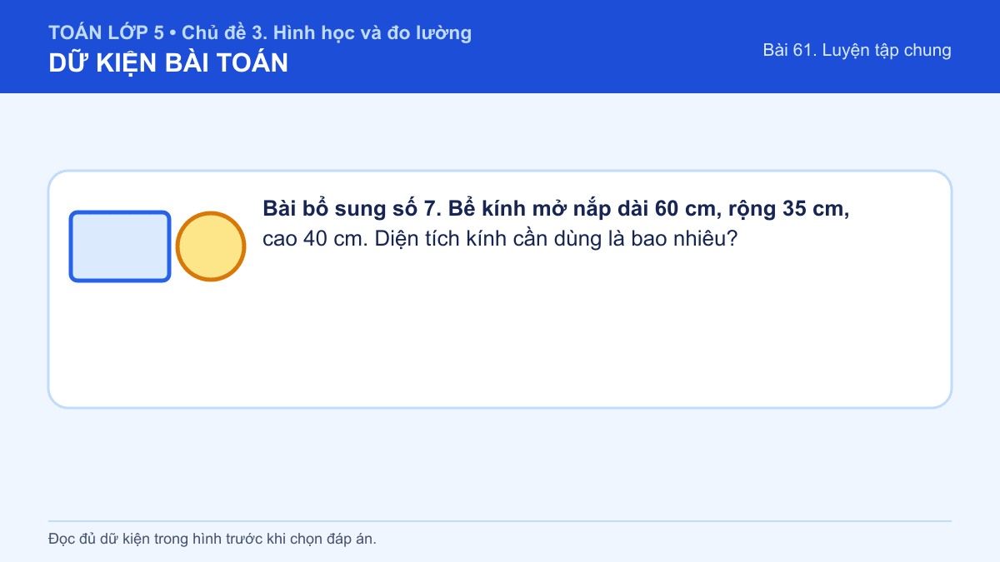 TOÁN LỚP 5 • Chủ đề 3. Hình học và đo lường
DỮ KIỆN BÀI TOÁN
Bài 61. Luyện tập chung
Bài bổ sung số 7. Bể kính mở nắp dài 60 cm, rộng 35 cm,
cao 40 cm. Diện tích kính cần dùng là bao nhiêu?
Đọc đủ dữ kiện trong hình trước khi chọn đáp án.